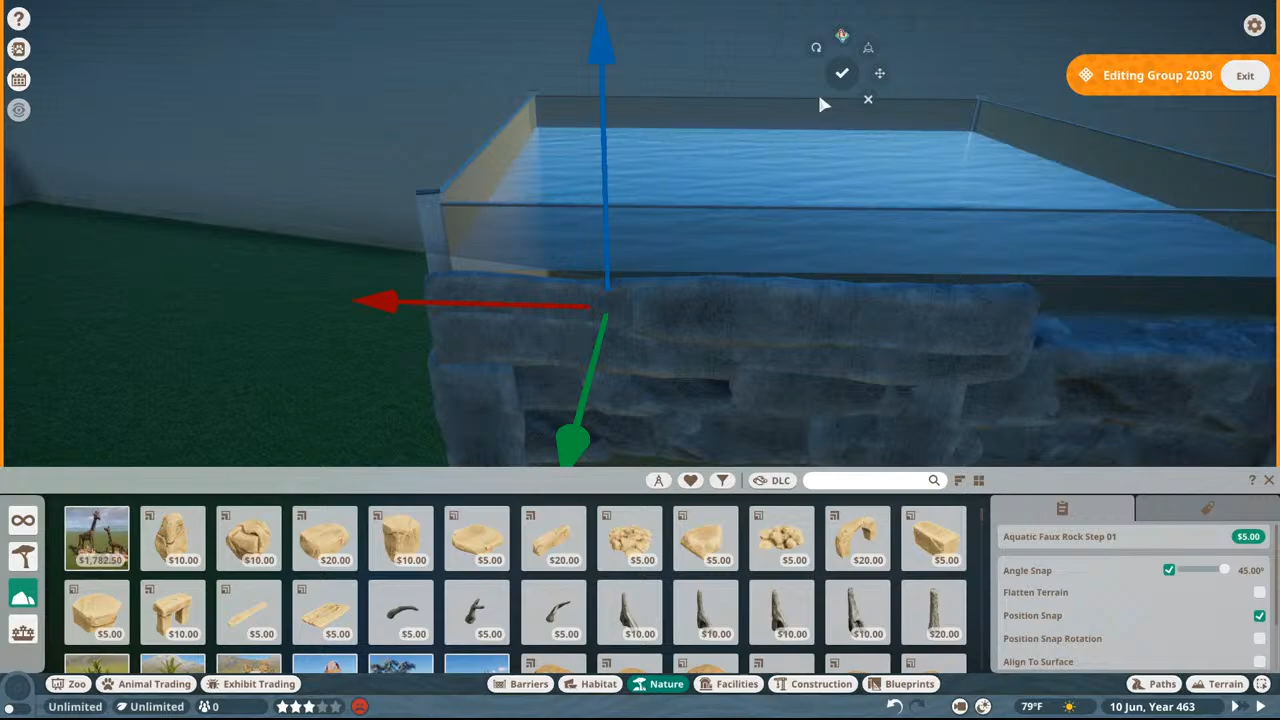 Editing Group 2030 Exit
DLC
$1,782.50 $10.00 $10.00 $20.00 $10.00 $5.00 $20.00 $5.00 $5.00 $5.00 $20.00 $5.00
$5.00 $10.00 $5.00 $5.00 $5.00 $5.00 $5.00 $10.00 $10.00 $10.00 $10.00 $20.00
Aquatic Faux Rock Step 01 $5.00
Angle Snap 45.00°
Flatten Terrain
Position Snap
Position Snap Rotation
Align To Surface
Zoo Animal Trading Exhibit Trading Barriers Habitat Nature Facilities Construction Blueprints Paths Terrain
Unlimited Unlimited 0 79°F 10 Jun, Year 463